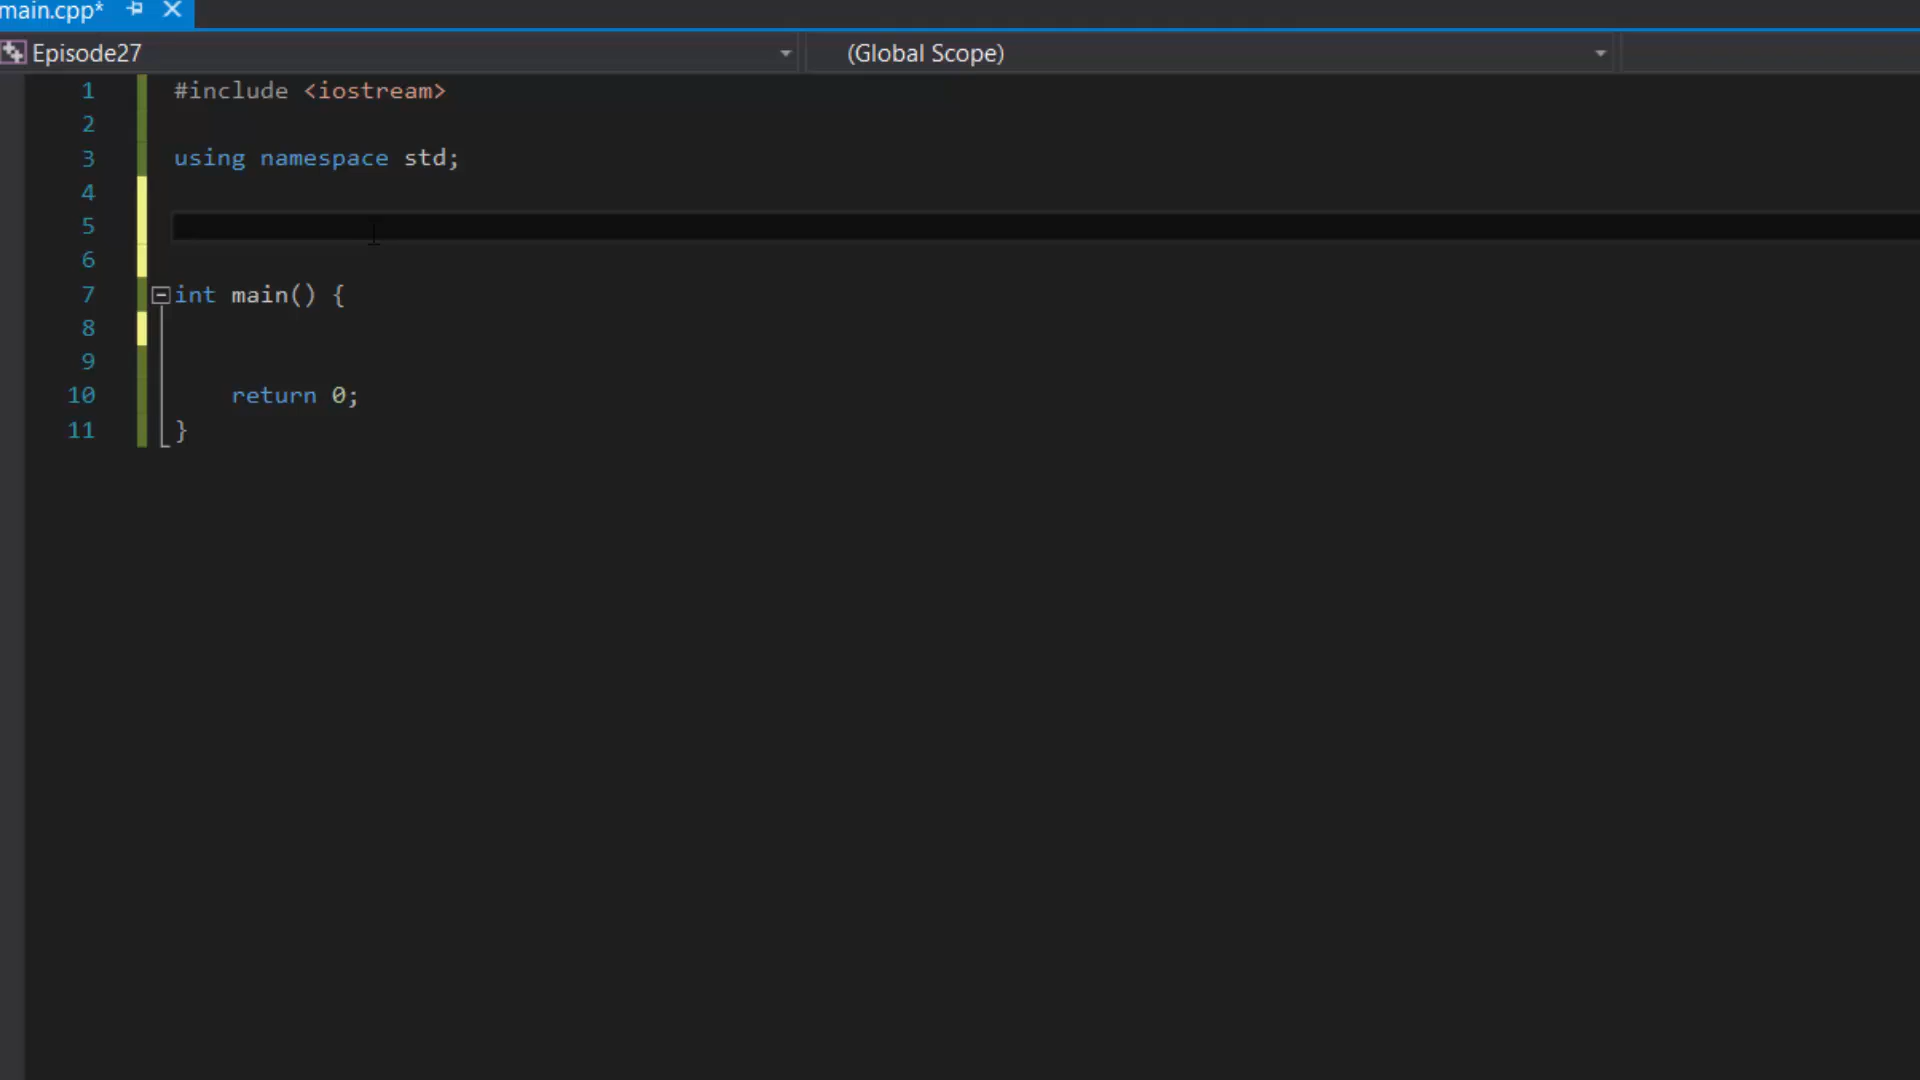 main.cpp*
Episode27 (Global Scope)
1 #include <iostream>
2
3 using namespace std;
4
5
6
7 int main() {
8
9
10 return 0;
11 }